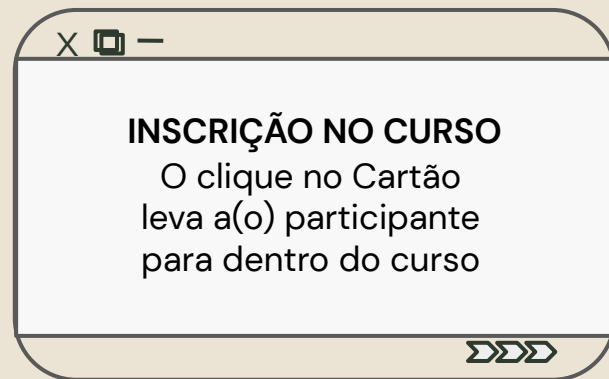 INSCRIÇÃO NO CURSO
O clique no Cartão
leva a(o) participante
para dentro do curso